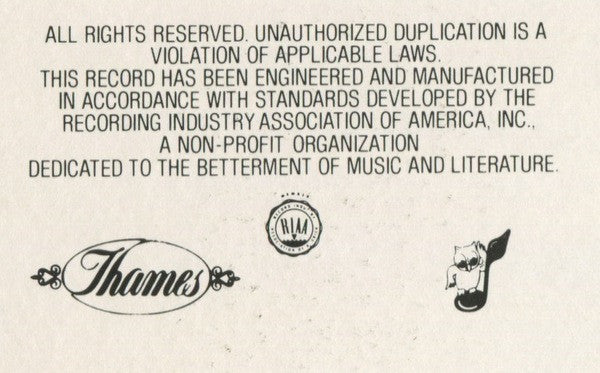 ALL RIGHTS RESERVED. UNAUTHORIZED DUPLICATION IS A
VIOLATION OF APPLICABLE LAWS.
THIS RECORD HAS BEEN ENGINEERED AND MANUFACTURED
IN ACCORDANCE WITH STANDARDS DEVELOPED BY THE
RECORDING INDUSTRY ASSOCIATION OF AMERICA, INC.,
A NON-PROFIT ORGANIZATION
DEDICATED TO THE BETTERMENT OF MUSIC AND LITERATURE.
MEMBER
RIAA
Thames